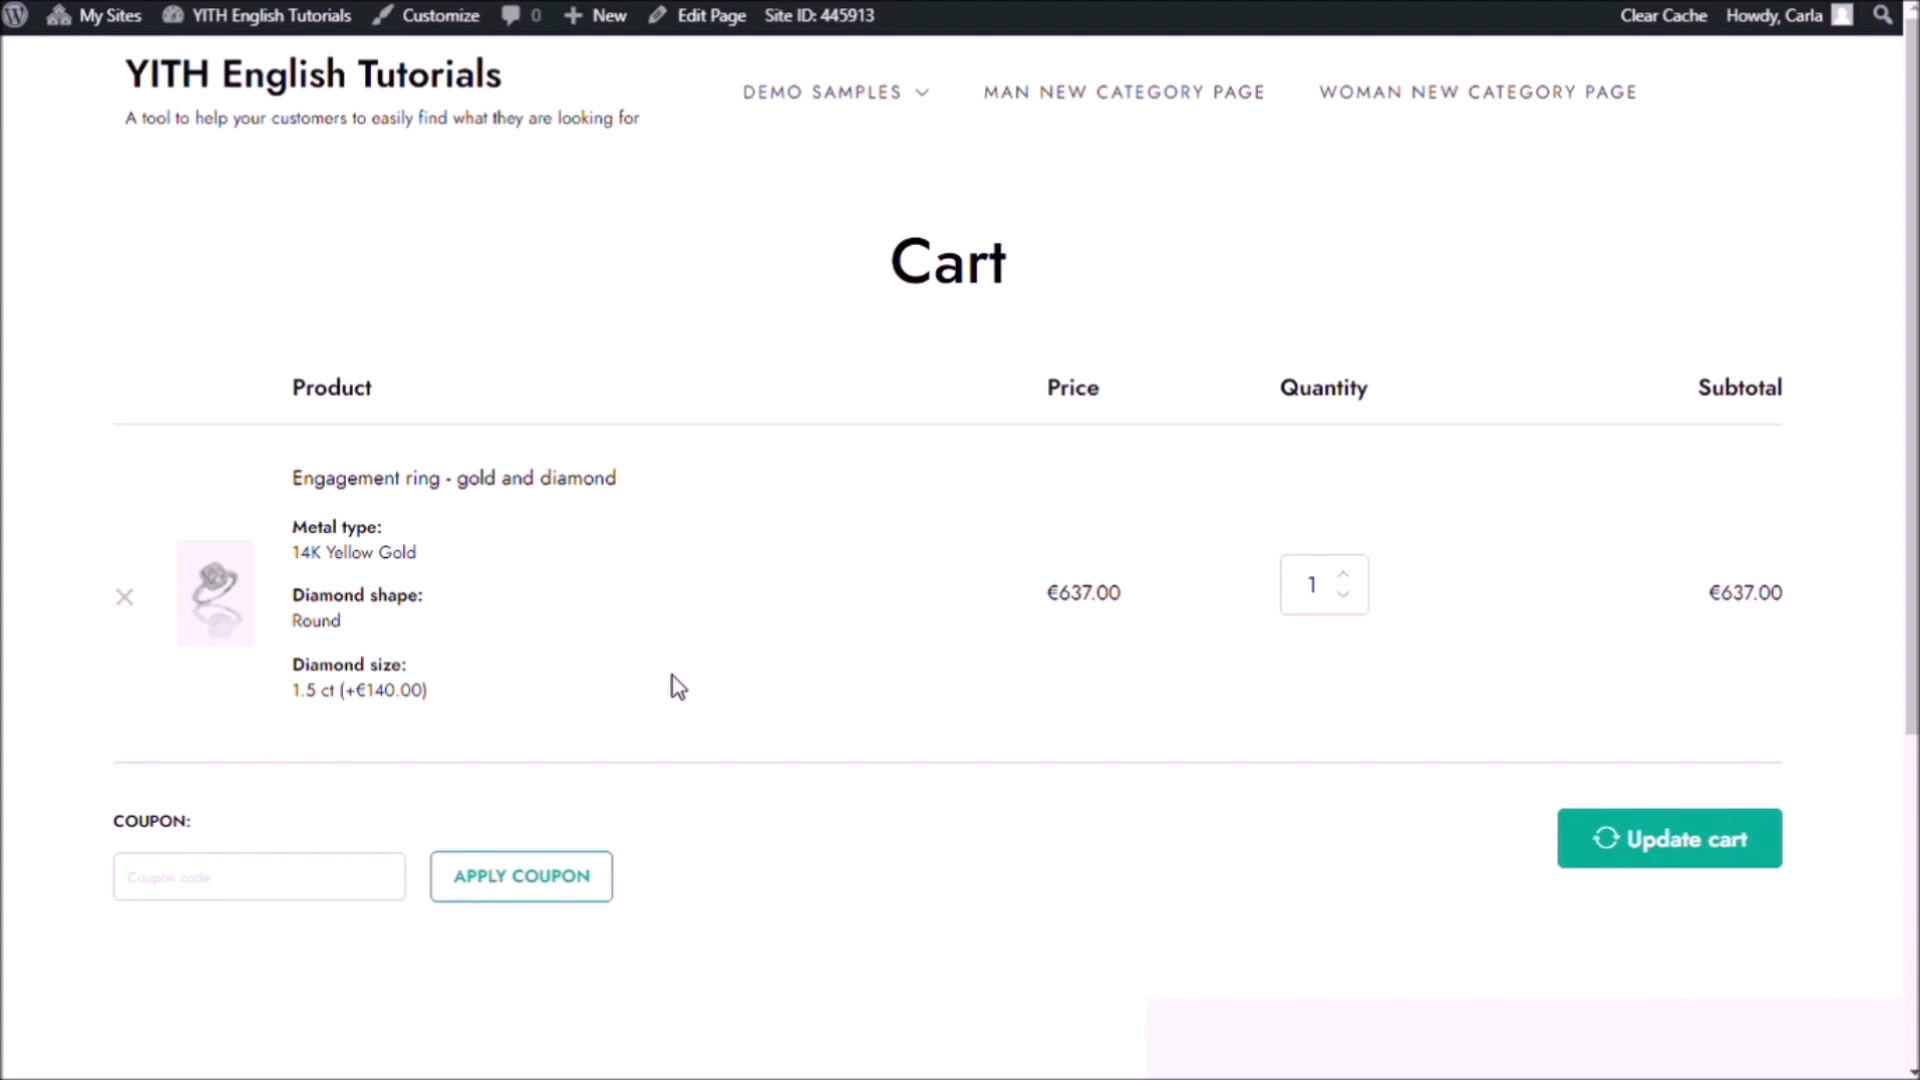 My Sites YITH English Tutorials Customize 0 New Edit Page Site ID: 445913 Clear Cache Howdy, Carla
YITH English Tutorials
A tool to help your customers to easily find what they are looking for
DEMO SAMPLES MAN NEW CATEGORY PAGE WOMAN NEW CATEGORY PAGE
Cart
Product Price Quantity Subtotal
Engagement ring - gold and diamond
Metal type:
14K Yellow Gold
Diamond shape:
Round
Diamond size:
1.5 ct (+€140.00)
€637.00 1 €637.00
COUPON:
Coupon code
APPLY COUPON
Update cart